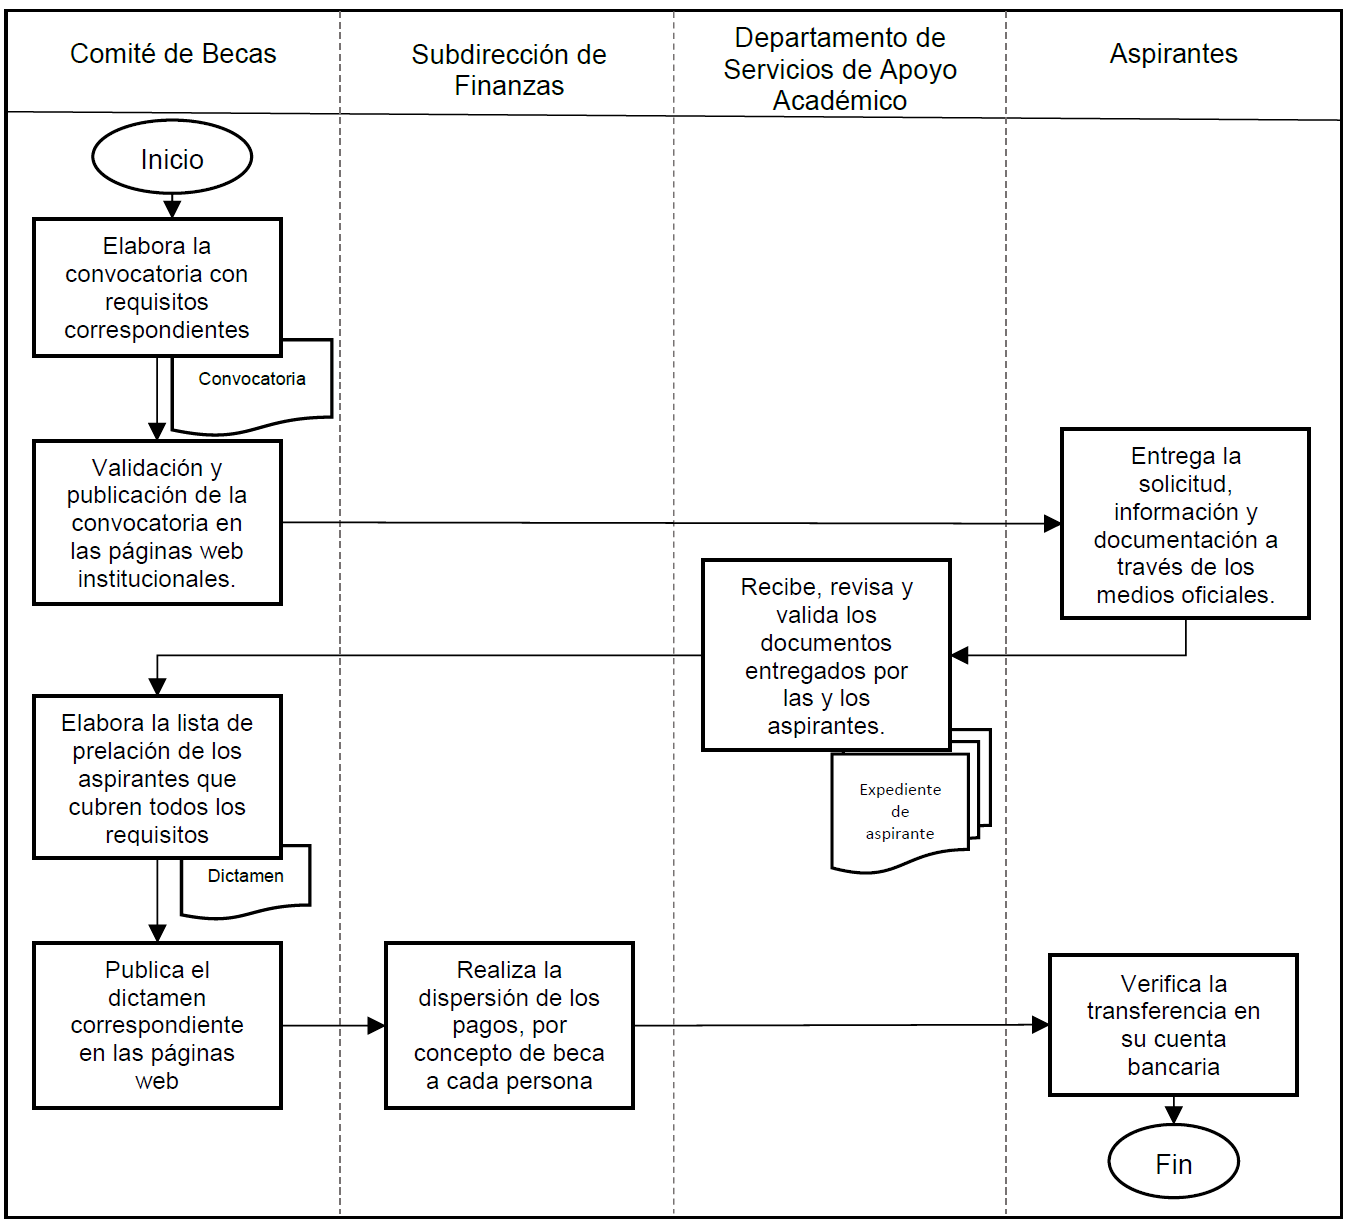 Comité de Becas
Subdirección de
Finanzas
Departamento de
Servicios de Apoyo
Académico
Aspirantes
Inicio
Elabora la
convocatoria con
requisitos
correspondientes
Convocatoria
Validación y
publicación de la
convocatoria en
las páginas web
institucionales.
Entrega la
solicitud,
información y
documentación a
través de los
medios oficiales.
Recibe, revisa y
valida los
documentos
entregados por
las y los
aspirantes.
Expediente
de
aspirante
Elabora la lista de
prelación de los
aspirantes que
cubren todos los
requisitos
Dictamen
Publica el
dictamen
correspondiente
en las páginas
web
Realiza la
dispersión de los
pagos, por
concepto de beca
a cada persona
Verifica la
transferencia en
su cuenta
bancaria
Fin